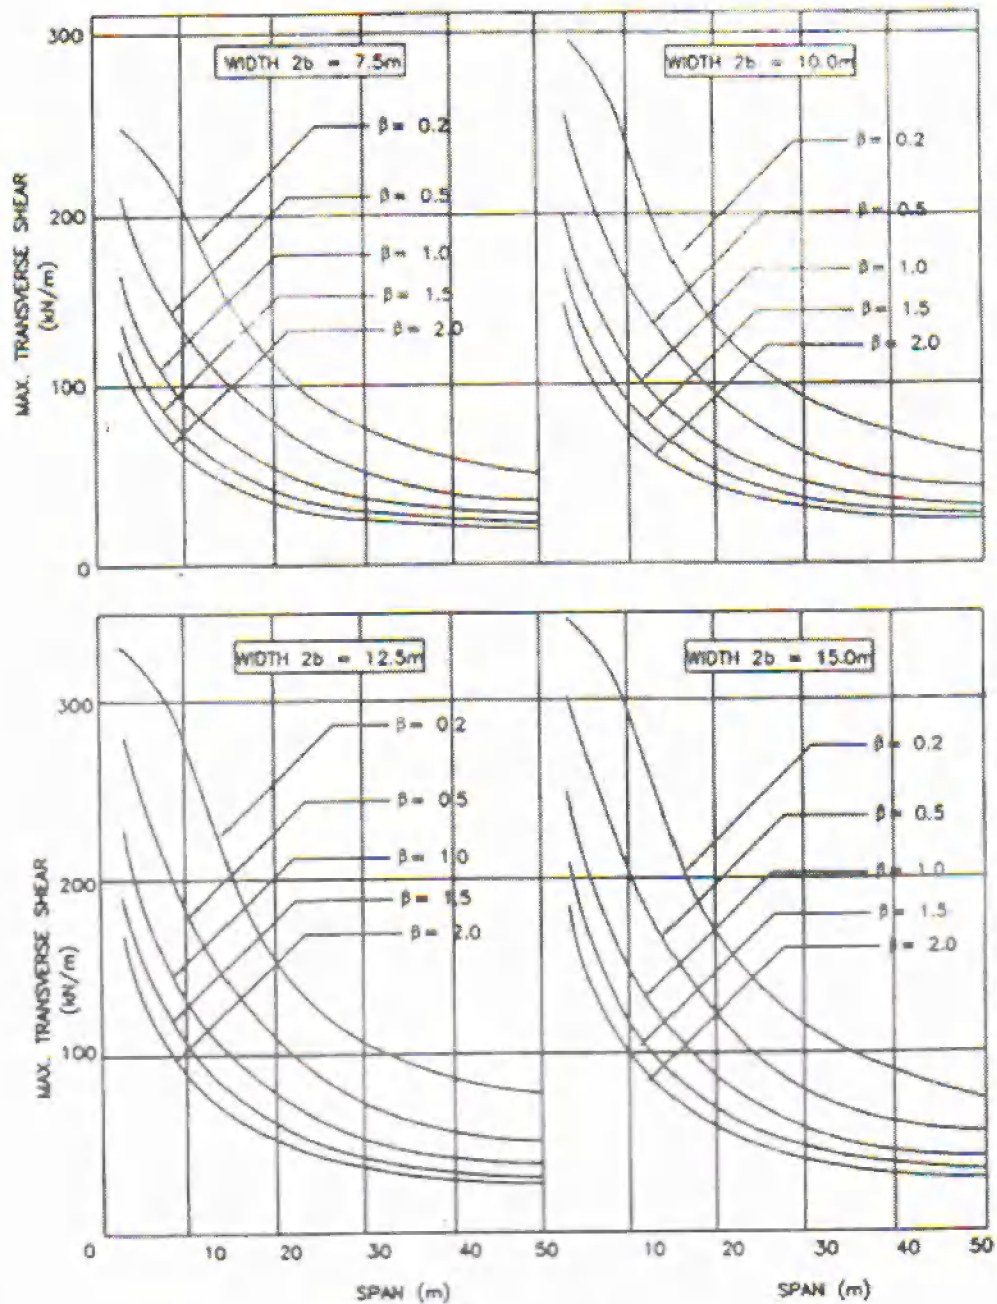 300
200
100
0
MAX. TRANSVERSE SHEAR
(kN/m)
WIDTH 2b = 7.5m
β = 0.2
β = 0.5
β = 1.0
β = 1.5
β = 2.0
WIDTH 2b = 10.0m
β = 0.2
β = 0.5
β = 1.0
β = 1.5
β = 2.0
300
200
100
MAX. TRANSVERSE SHEAR
(kN/m)
WIDTH 2b = 12.5m
β = 0.2
β = 0.5
β = 1.0
β = 1.5
β = 2.0
WIDTH 2b = 15.0m
β = 0.2
β = 0.5
β = 1.0
β = 1.5
β = 2.0
0 10 20 30 40 50 10 20 30 40 50
SPAN (m) SPAN (m)